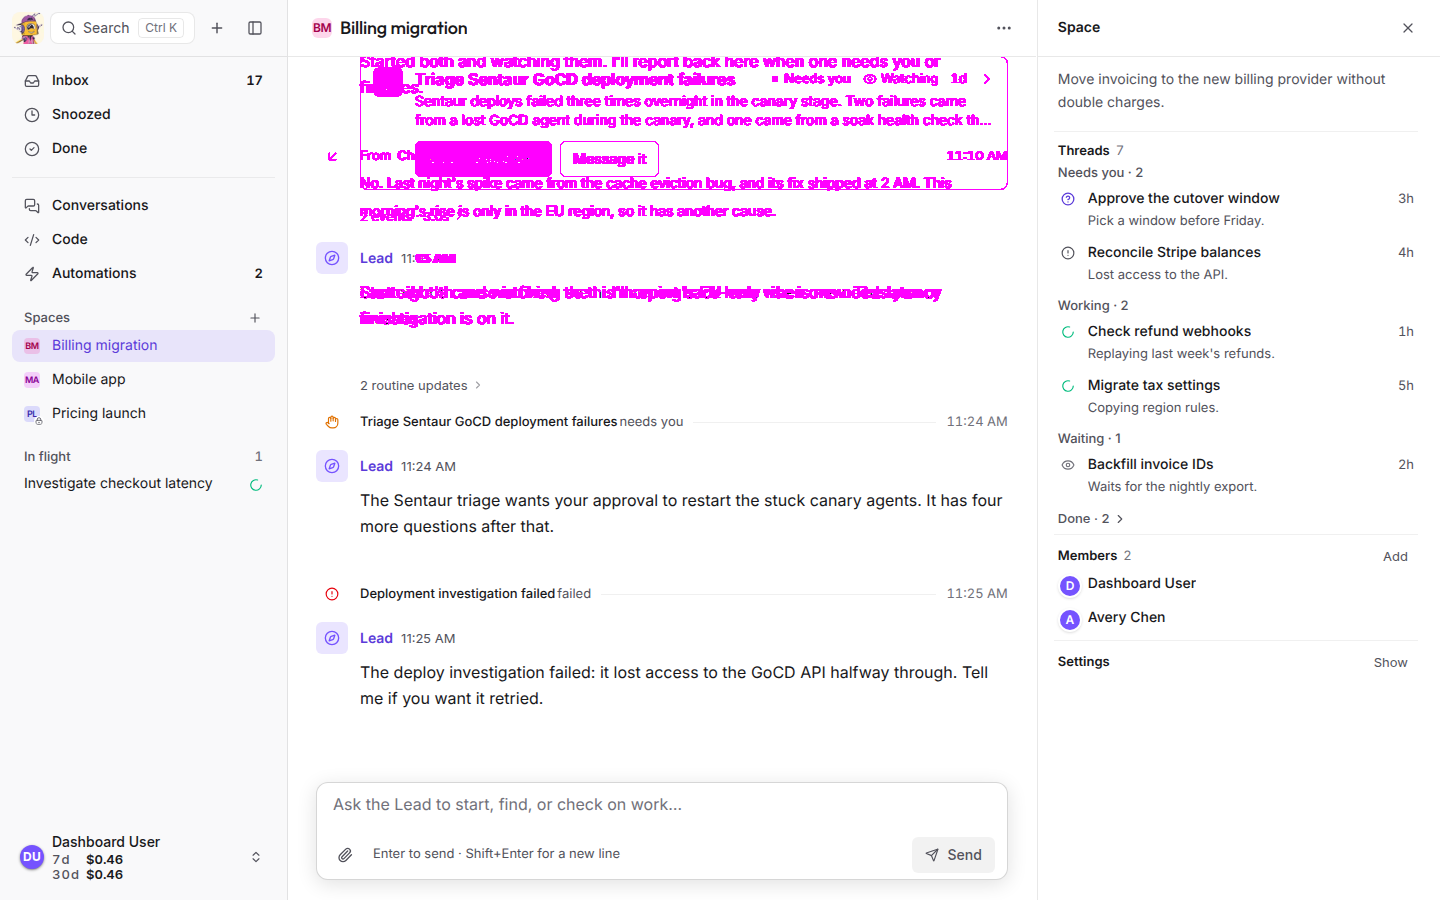 Search Ctrl K
Inbox 17
Snoozed
Done
Conversations
Code
Automations 2
Spaces
BM Billing migration
MA Mobile app
PL Pricing launch
In flight 1
Investigate checkout latency
DU Dashboard User
7d $0.46
30d $0.46
BM Billing migration
Started both and watching them. I'll report back here when one needs you or
Triage Sentaur GoCD deployment failures Needs you Watching 1d
Sentaur deploys failed three times overnight in the canary stage. Two failures came
from a lost GoCD agent during the canary, and one came from a soak health check th...
From Message it 11:10 AM
No. Last night's spike came from the cache eviction bug, and its fix shipped at 2 AM. This
morning's rise is only in the EU region, so it has another cause.
Lead
is on it.
2 routine updates
Triage Sentaur GoCD deployment failures needs you 11:24 AM
Lead 11:24 AM
The Sentaur triage wants your approval to restart the stuck canary agents. It has four
more questions after that.
Deployment investigation failed failed 11:25 AM
Lead 11:25 AM
The deploy investigation failed: it lost access to the GoCD API halfway through. Tell
me if you want it retried.
Ask the Lead to start, find, or check on work...
Enter to send · Shift+Enter for a new line Send
Space
Move invoicing to the new billing provider without
double charges.
Threads 7
Needs you · 2
Approve the cutover window 3h
Pick a window before Friday.
Reconcile Stripe balances 4h
Lost access to the API.
Working · 2
Check refund webhooks 1h
Replaying last week's refunds.
Migrate tax settings 5h
Copying region rules.
Waiting · 1
Backfill invoice IDs 2h
Waits for the nightly export.
Done · 2
Members 2 Add
D Dashboard User
A Avery Chen
Settings Show